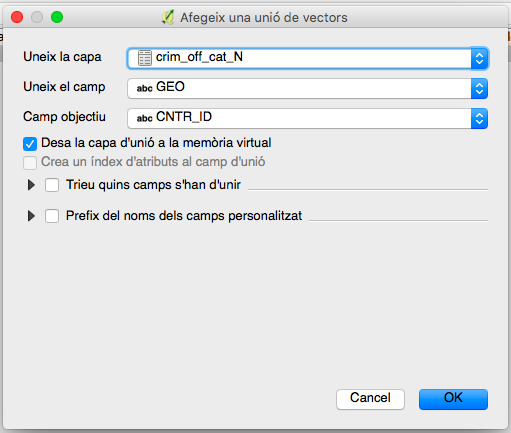 Afegeix una unió de vectors
Uneix la capa crim_off_cat_N
Uneix el camp abc GEO
Camp objectiu abc CNTR_ID
Desa la capa d'unió a la memòria virtual
Crea un índex d'atributs al camp d'unió
Trieu quins camps s'han d'unir
Prefix del noms dels camps personalitzat
Cancel OK